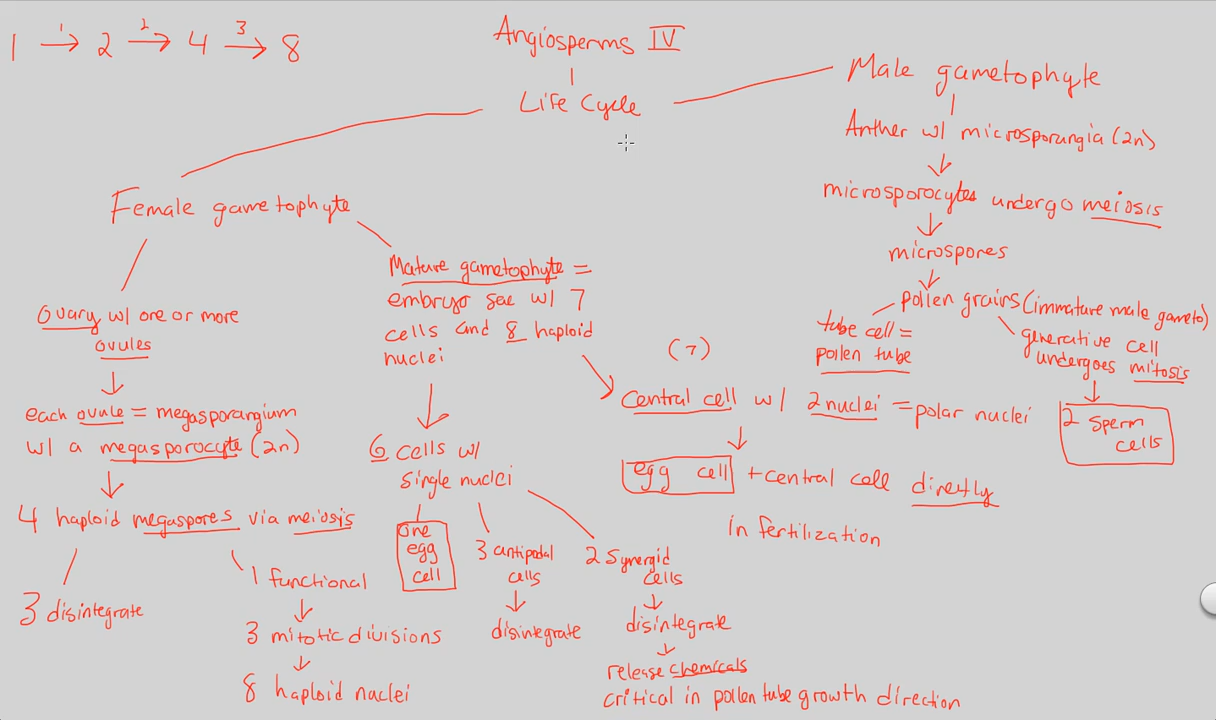 1 →¹ 2 →² 4 →³ 8
Angiosperms IV
Life Cycle
Female gametophyte
Ovary w/ one or more
ovules
each ovule = megasporangium
w/ a megasporocyte (2n)
4 haploid megaspores via meiosis
3 disintegrate
1 functional
3 mitotic divisions
8 haploid nuclei
Mature gametophyte =
embryo sac w/ 7
cells and 8 haploid
nuclei
6 cells w/
single nuclei
one
egg
cell
3 antipodal
cells
disintegrate
2 synergid
cells
disintegrate
release chemicals
critical in pollen tube growth direction
(7)
Central cell w/ 2 nuclei = polar nuclei
egg cell + central cell directly
in fertilization
Male gametophyte
Anther w/ microsporangia (2n)
microsporocytes undergo meiosis
microspores
pollen grains (immature male gameto)
tube cell =
pollen tube
generative cell
undergoes mitosis
2 sperm
cells